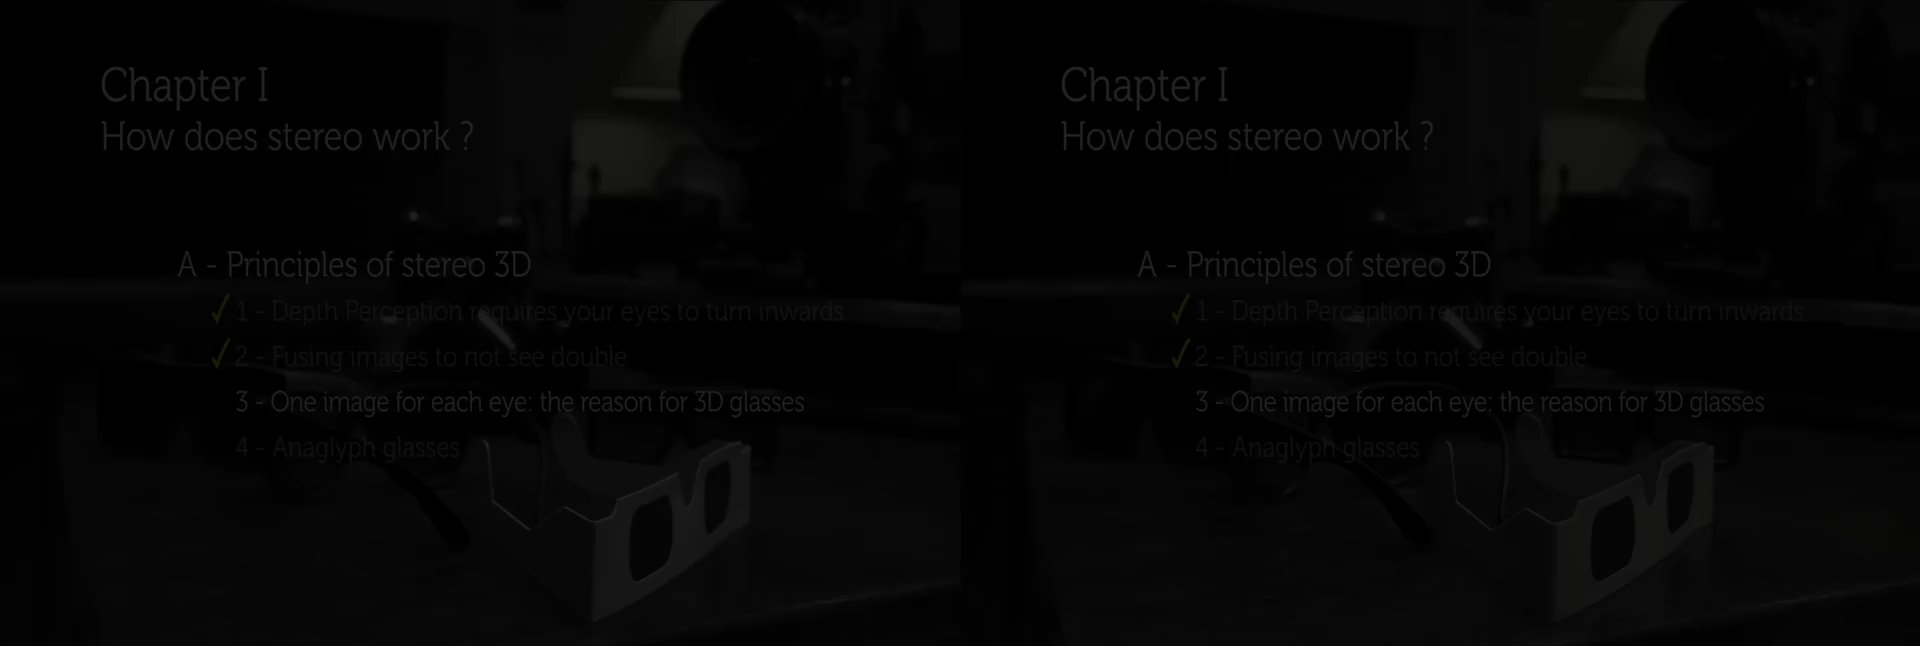 Chapter I
How does stereo work ?
A - Principles of stereo 3D
✓ 1 - Depth Perception requires your eyes to turn inwards
✓ 2 - Fusing images to not see double
3 - One image for each eye: the reason for 3D glasses
4 - Anaglyph glasses
Chapter I
How does stereo work ?
A - Principles of stereo 3D
✓ 1 - Depth Perception requires your eyes to turn inwards
✓ 2 - Fusing images to not see double
3 - One image for each eye: the reason for 3D glasses
4 - Anaglyph glasses